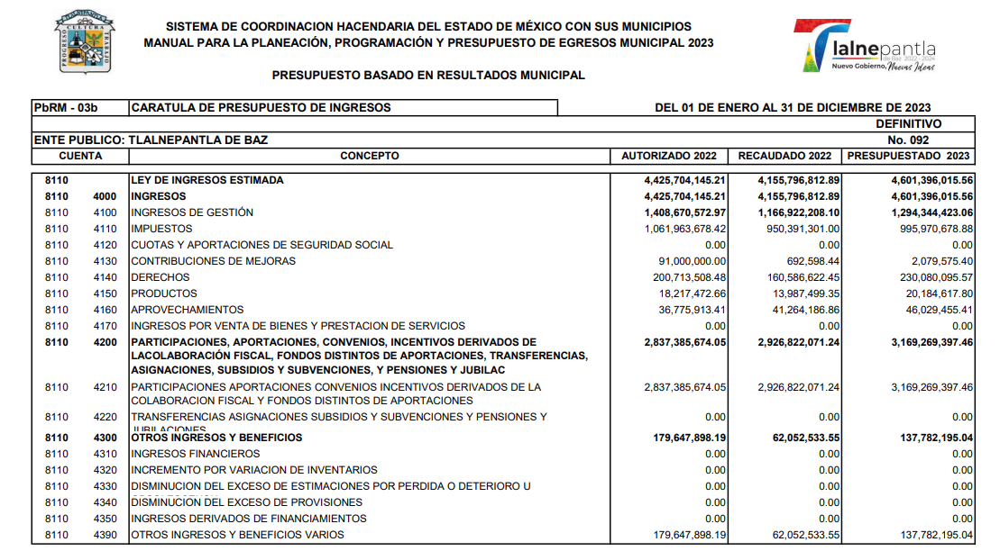 SISTEMA DE COORDINACION HACENDARIA DEL ESTADO DE MÉXICO CON SUS MUNICIPIOS
MANUAL PARA LA PLANEACIÓN, PROGRAMACIÓN Y PRESUPUESTO DE EGRESOS MUNICIPAL 2023
PRESUPUESTO BASADO EN RESULTADOS MUNICIPAL
PROGRESO CULTURA TRABAJO
Tlalnepantla
de Baz 2022 - 2024
Nuevo Gobierno, Nuevas Ideas
PbRM - 03b CARATULA DE PRESUPUESTO DE INGRESOS DEL 01 DE ENERO AL 31 DE DICIEMBRE DE 2023
DEFINITIVO
ENTE PUBLICO: TLALNEPANTLA DE BAZ No. 092
CUENTA CONCEPTO AUTORIZADO 2022 RECAUDADO 2022 PRESUPUESTADO 2023
8110 LEY DE INGRESOS ESTIMADA 4,425,704,145.21 4,155,796,812.89 4,601,396,015.56
8110 4000 INGRESOS 4,425,704,145.21 4,155,796,812.89 4,601,396,015.56
8110 4100 INGRESOS DE GESTIÓN 1,408,670,572.97 1,166,922,208.10 1,294,344,423.06
8110 4110 IMPUESTOS 1,061,963,678.42 950,391,301.00 995,970,678.88
8110 4120 CUOTAS Y APORTACIONES DE SEGURIDAD SOCIAL 0.00 0.00 0.00
8110 4130 CONTRIBUCIONES DE MEJORAS 91,000,000.00 692,598.44 2,079,575.40
8110 4140 DERECHOS 200,713,508.48 160,586,622.45 230,080,095.57
8110 4150 PRODUCTOS 18,217,472.66 13,987,499.35 20,184,617.80
8110 4160 APROVECHAMIENTOS 36,775,913.41 41,264,186.86 46,029,455.41
8110 4170 INGRESOS POR VENTA DE BIENES Y PRESTACION DE SERVICIOS 0.00 0.00 0.00
8110 4200 PARTICIPACIONES, APORTACIONES, CONVENIOS, INCENTIVOS DERIVADOS DE 2,837,385,674.05 2,926,822,071.24 3,169,269,397.46
LACOLABORACIÓN FISCAL, FONDOS DISTINTOS DE APORTACIONES, TRANSFERENCIAS,
ASIGNACIONES, SUBSIDIOS Y SUBVENCIONES, Y PENSIONES Y JUBILAC
8110 4210 PARTICIPACIONES APORTACIONES CONVENIOS INCENTIVOS DERIVADOS DE LA 2,837,385,674.05 2,926,822,071.24 3,169,269,397.46
COLABORACION FISCAL Y FONDOS DISTINTOS DE APORTACIONES
8110 4220 TRANSFERENCIAS ASIGNACIONES SUBSIDIOS Y SUBVENCIONES Y PENSIONES Y 0.00 0.00 0.00
JUBILACIONES
8110 4300 OTROS INGRESOS Y BENEFICIOS 179,647,898.19 62,052,533.55 137,782,195.04
8110 4310 INGRESOS FINANCIEROS 0.00 0.00 0.00
8110 4320 INCREMENTO POR VARIACION DE INVENTARIOS 0.00 0.00 0.00
8110 4330 DISMINUCION DEL EXCESO DE ESTIMACIONES POR PERDIDA O DETERIORO U 0.00 0.00 0.00
8110 4340 DISMINUCION DEL EXCESO DE PROVISIONES 0.00 0.00 0.00
8110 4350 INGRESOS DERIVADOS DE FINANCIAMIENTOS 0.00 0.00 0.00
8110 4390 OTROS INGRESOS Y BENEFICIOS VARIOS 179,647,898.19 62,052,533.55 137,782,195.04